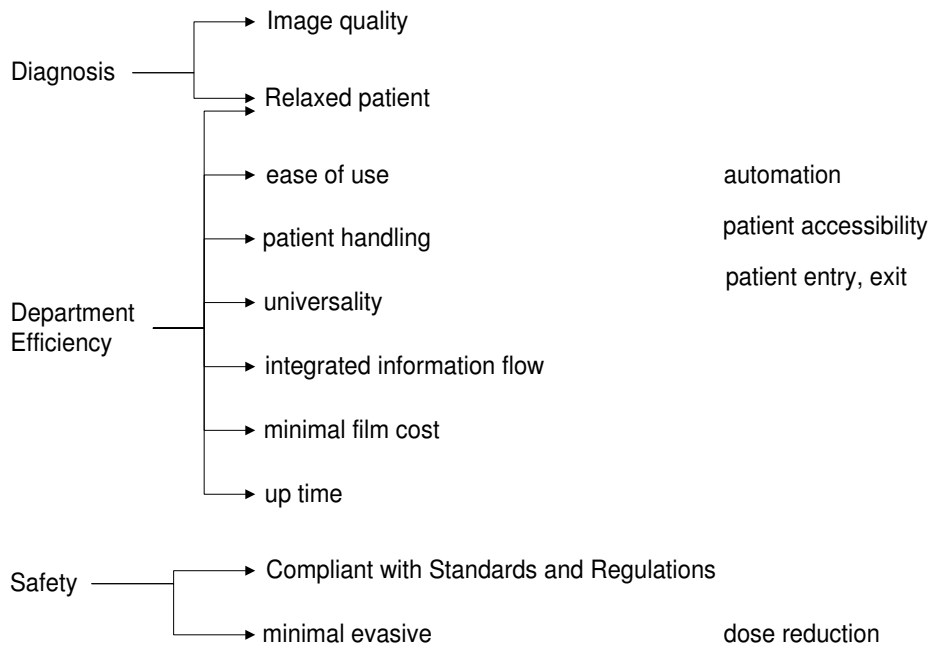 Image quality
Diagnosis
Relaxed patient
ease of use automation
patient handling patient accessibility
patient entry, exit
universality
Department
Efficiency
integrated information flow
minimal film cost
up time
Compliant with Standards and Regulations
Safety
minimal evasive dose reduction